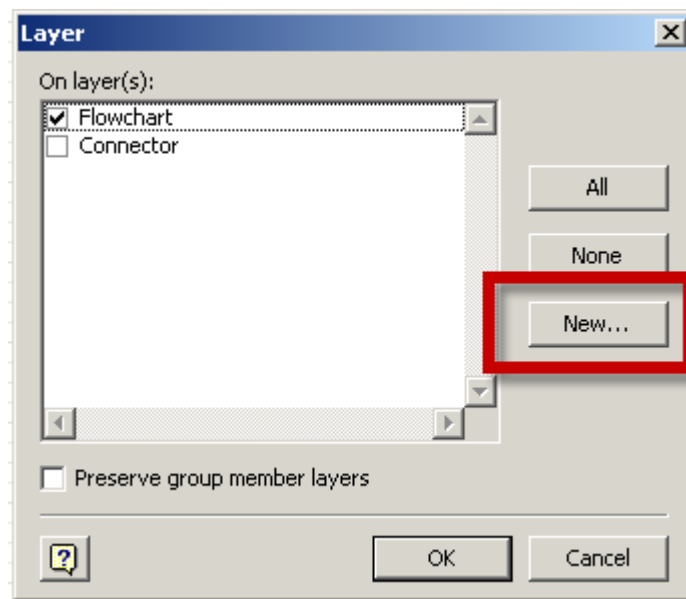 Layer
On layer(s):
Flowchart
Connector
All
None
New...
Preserve group member layers
OK
Cancel